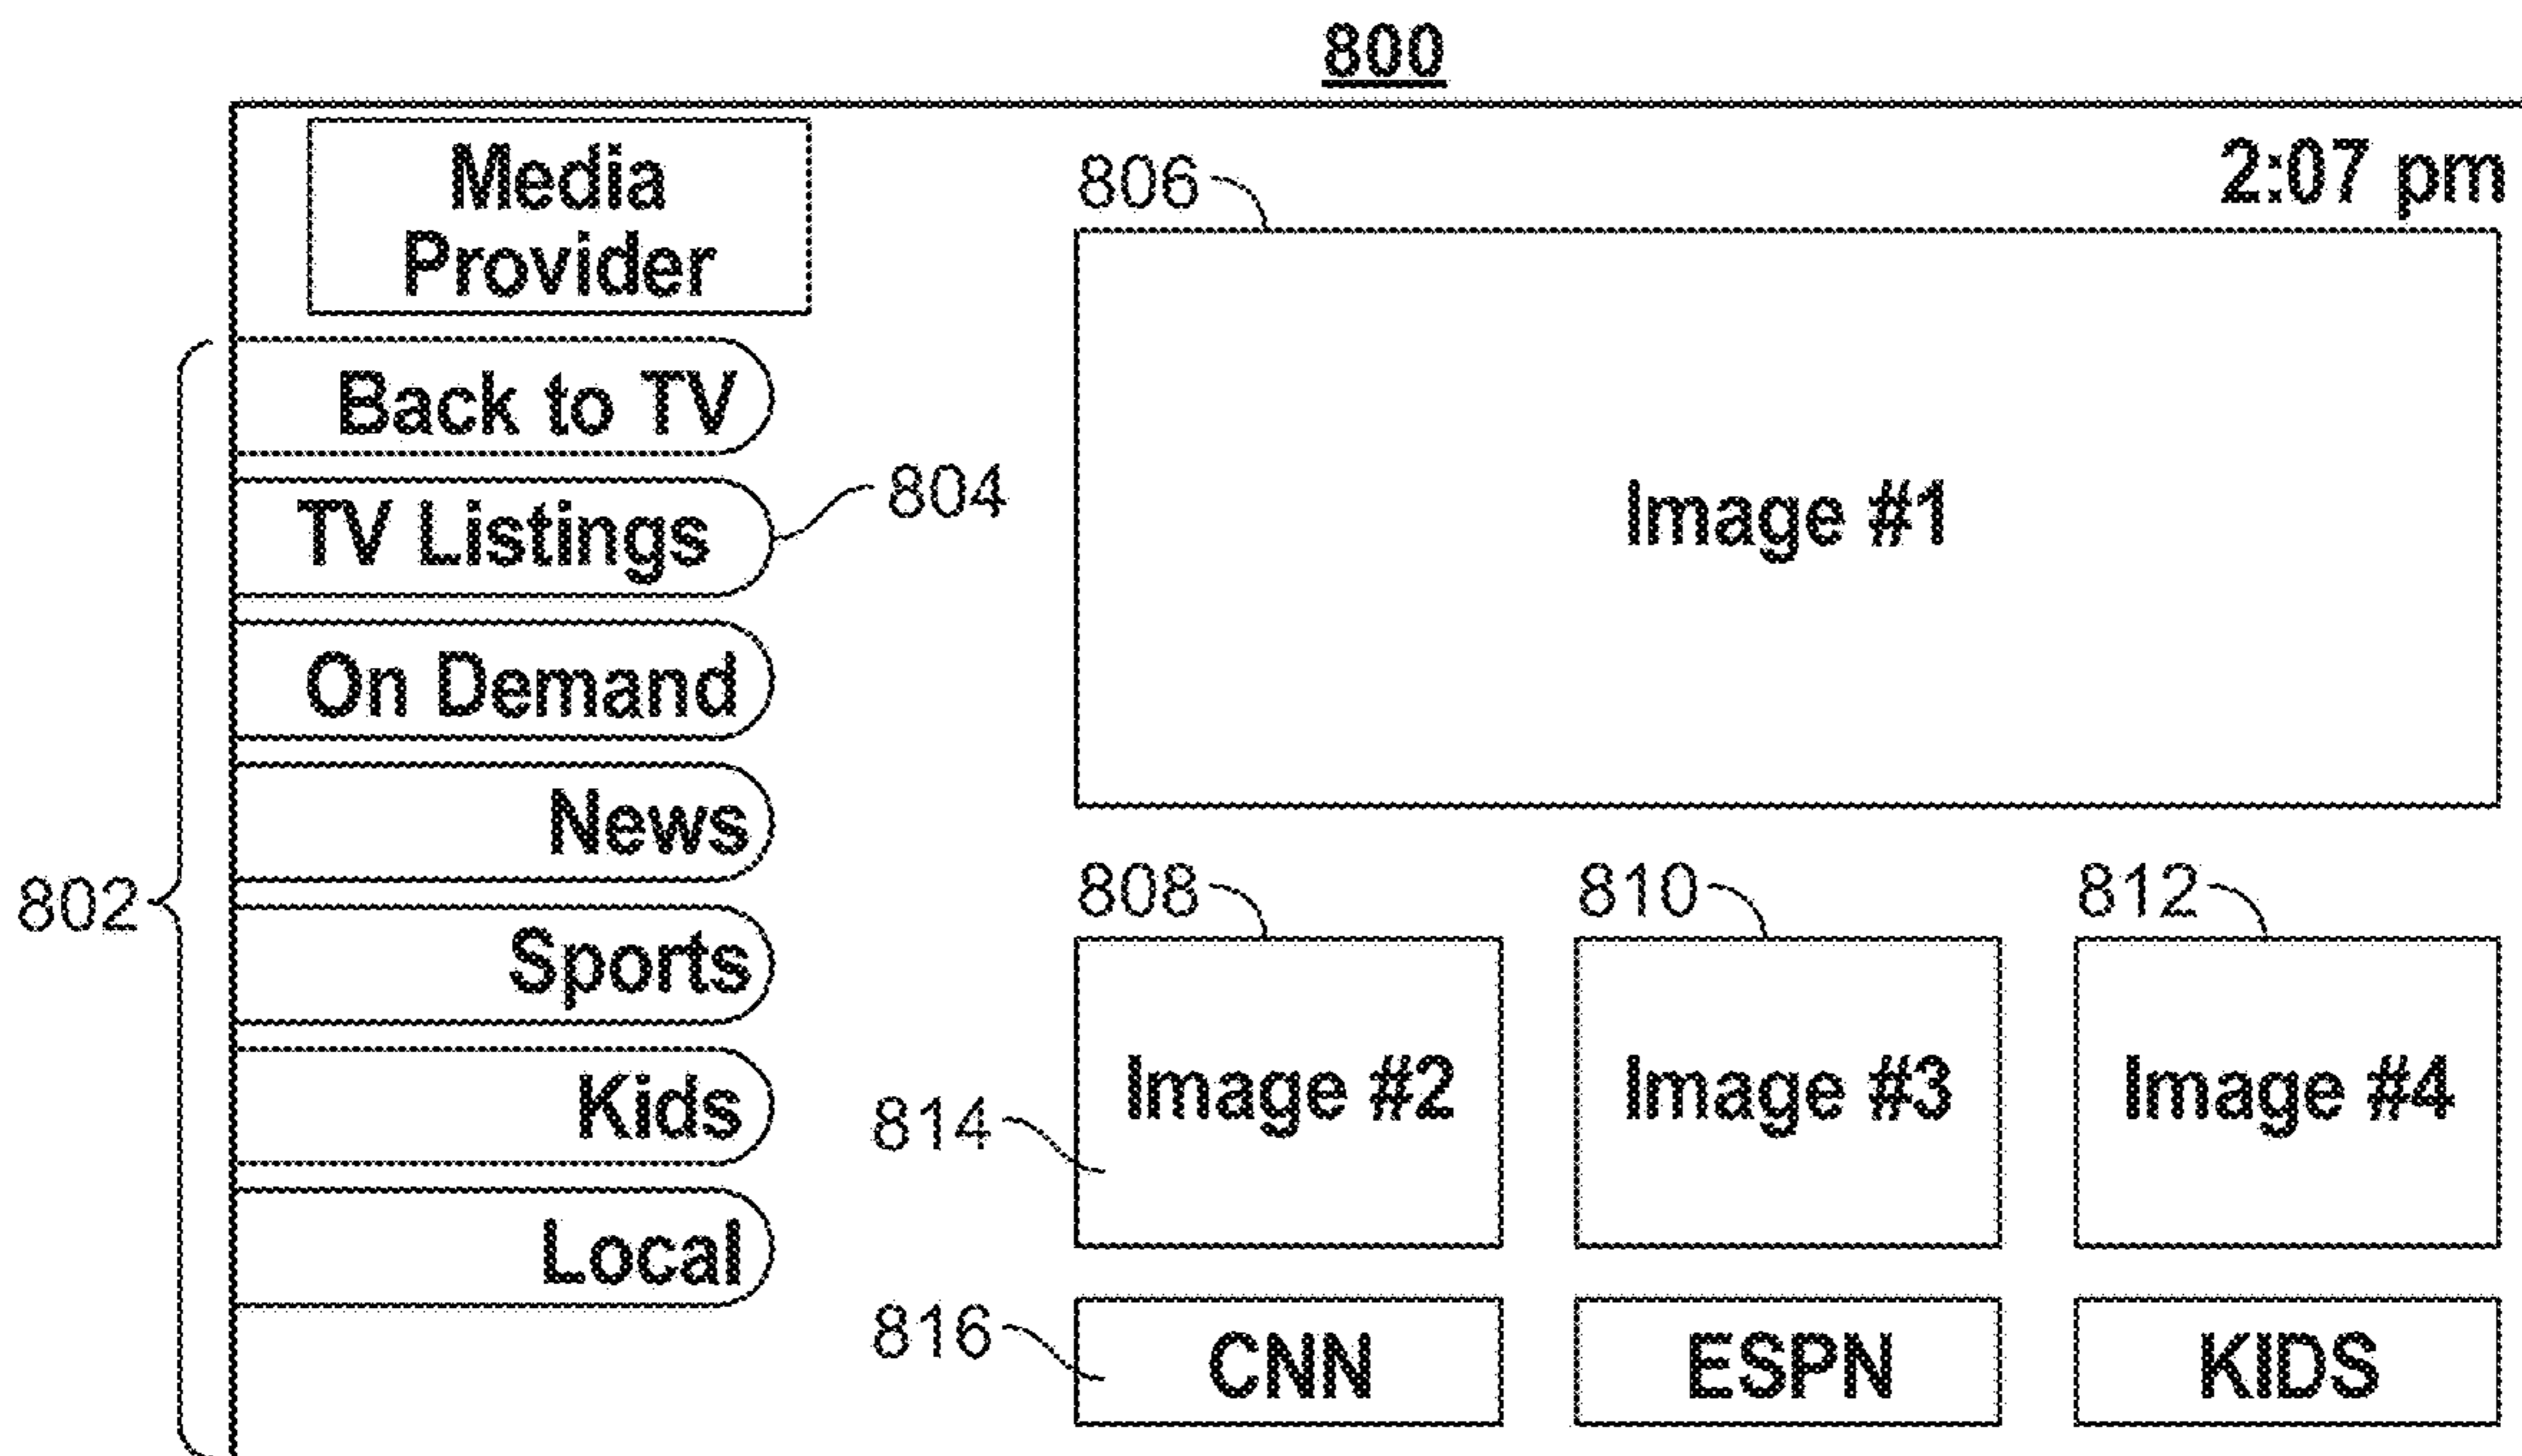 800
Media
Provider
2:07 pm
806
Back to TV
TV Listings
804
Image #1
On Demand
News
802
Sports
Kids
Local
808
810
812
814
Image #2
Image #3
Image #4
816
CNN
ESPN
KIDS